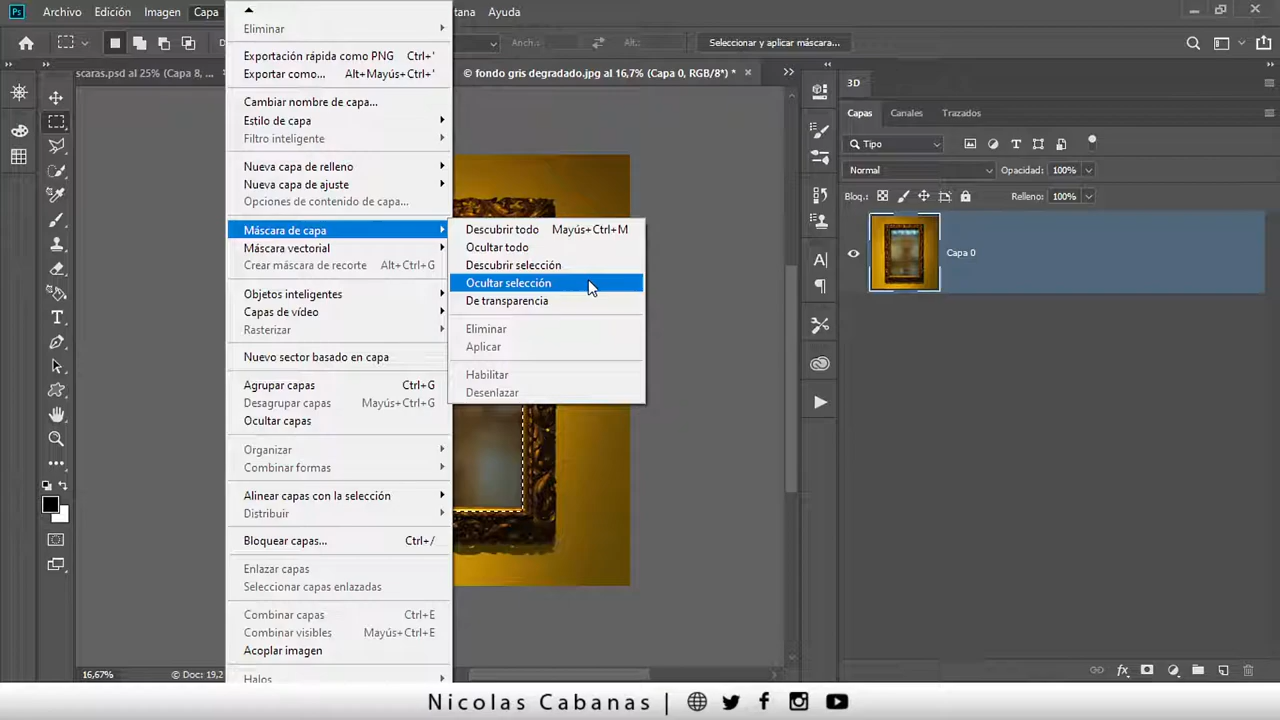 Ps Archivo Edición Imagen Capa tana Ayuda
Eliminar
Exportación rápida como PNG Ctrl+'
Exportar como... Alt+Mayús+Ctrl+'
Cambiar nombre de capa...
Estilo de capa
Filtro inteligente
Nueva capa de relleno
Nueva capa de ajuste
Opciones de contenido de capa...
Máscara de capa
Máscara vectorial
Crear máscara de recorte Alt+Ctrl+G
Objetos inteligentes
Capas de vídeo
Rasterizar
Nuevo sector basado en capa
Agrupar capas Ctrl+G
Desagrupar capas Mayús+Ctrl+G
Ocultar capas
Organizar
Combinar formas
Alinear capas con la selección
Distribuir
Bloquear capas... Ctrl+/
Enlazar capas
Seleccionar capas enlazadas
Combinar capas Ctrl+E
Combinar visibles Mayús+Ctrl+E
Acoplar imagen
Halos
Descubrir todo Mayús+Ctrl+M
Ocultar todo
Descubrir selección
Ocultar selección
De transparencia
Eliminar
Aplicar
Habilitar
Desenlazar
Anch.: Alt.: Seleccionar y aplicar máscara...
scaras.psd al 25% (Capa 8, ... © fondo gris degradado.jpg al 16,7% (Capa 0, RGB/8*) *
3D
Capas Canales Trazados
Tipo
Normal Opacidad: 100%
Bloq.: Relleno: 100%
Capa 0
16,67% Doc: 19,2
Nicolas Cabanas |